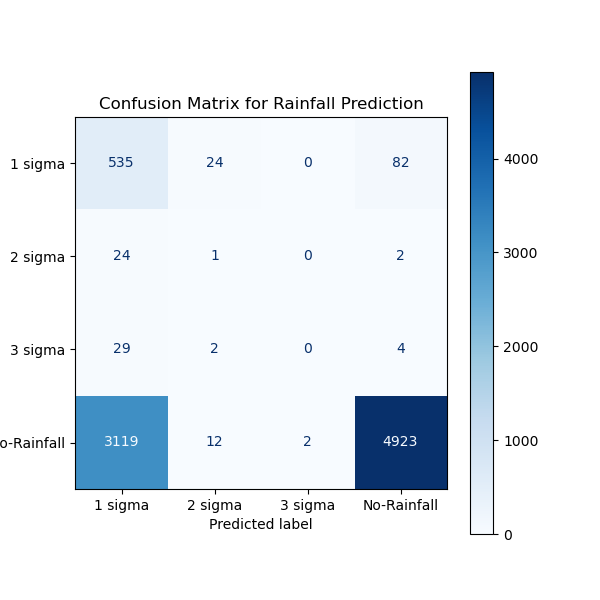 Confusion Matrix for Rainfall Prediction
1 sigma 535 24 0 82
2 sigma 24 1 0 2
3 sigma 29 2 0 4
o-Rainfall 3119 12 2 4923
1 sigma 2 sigma 3 sigma No-Rainfall
Predicted label
4000
3000
2000
1000
0